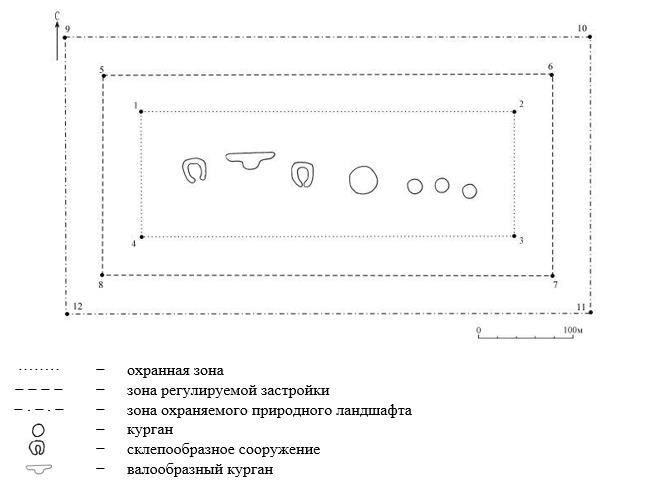 С
9
10
5
6
1
2
4
3
8
7
12
11
0 100м
– охранная зона
– зона регулируемой застройки
– зона охраняемого природного ландшафта
– курган
– склепообразное сооружение
– валообразный курган